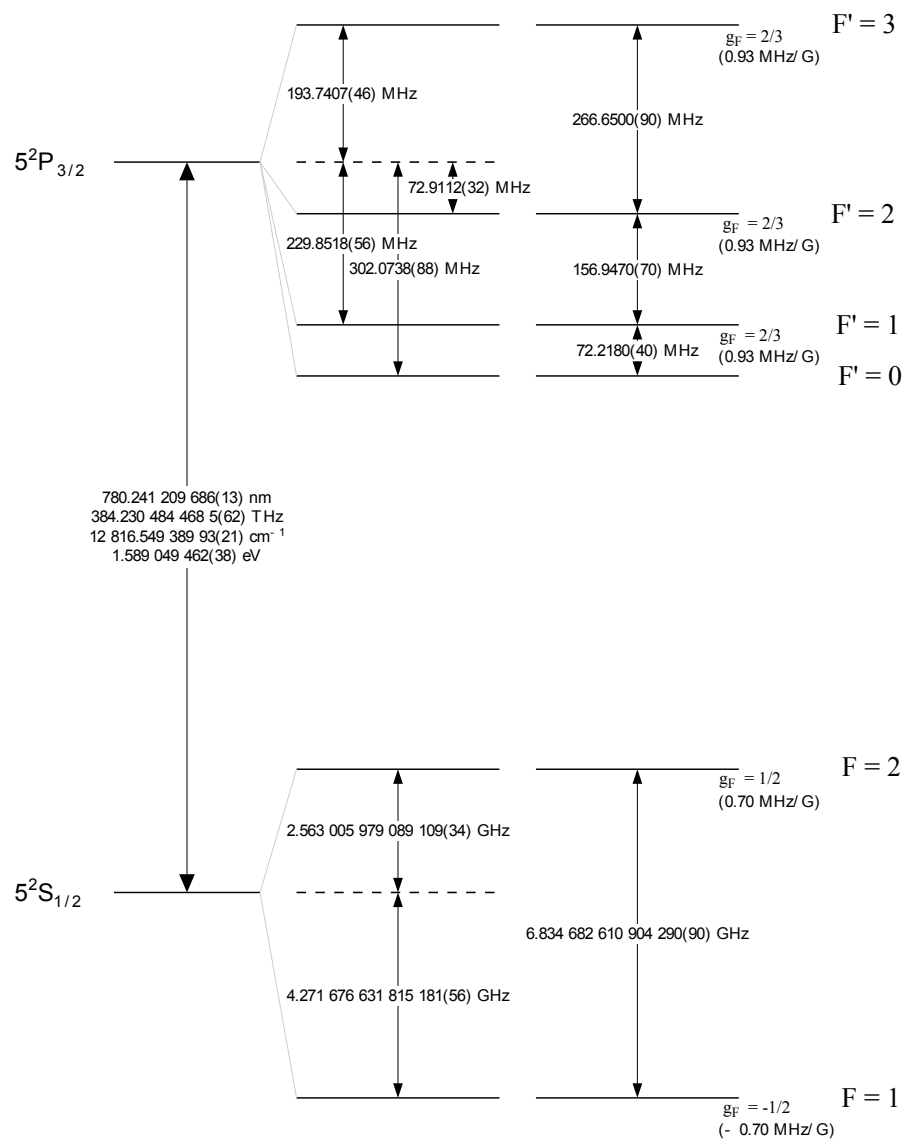 F' = 3
g_F = 2/3
(0.93 MHz/ G)
193.7407(46) MHz
266.6500(90) MHz
5²P₃/₂
72.9112(32) MHz
F' = 2
g_F = 2/3
(0.93 MHz/ G)
229.8518(56) MHz
302.0738(88) MHz
156.9470(70) MHz
F' = 1
g_F = 2/3
(0.93 MHz/ G)
72.2180(40) MHz
F' = 0
780.241 209 686(13) nm
384.230 484 468 5(62) THz
12 816.549 389 93(21) cm⁻¹
1.589 049 462(38) eV
F = 2
g_F = 1/2
(0.70 MHz/ G)
2.563 005 979 089 109(34) GHz
5²S₁/₂
6.834 682 610 904 290(90) GHz
4.271 676 631 815 181(56) GHz
F = 1
g_F = -1/2
(- 0.70 MHz/ G)